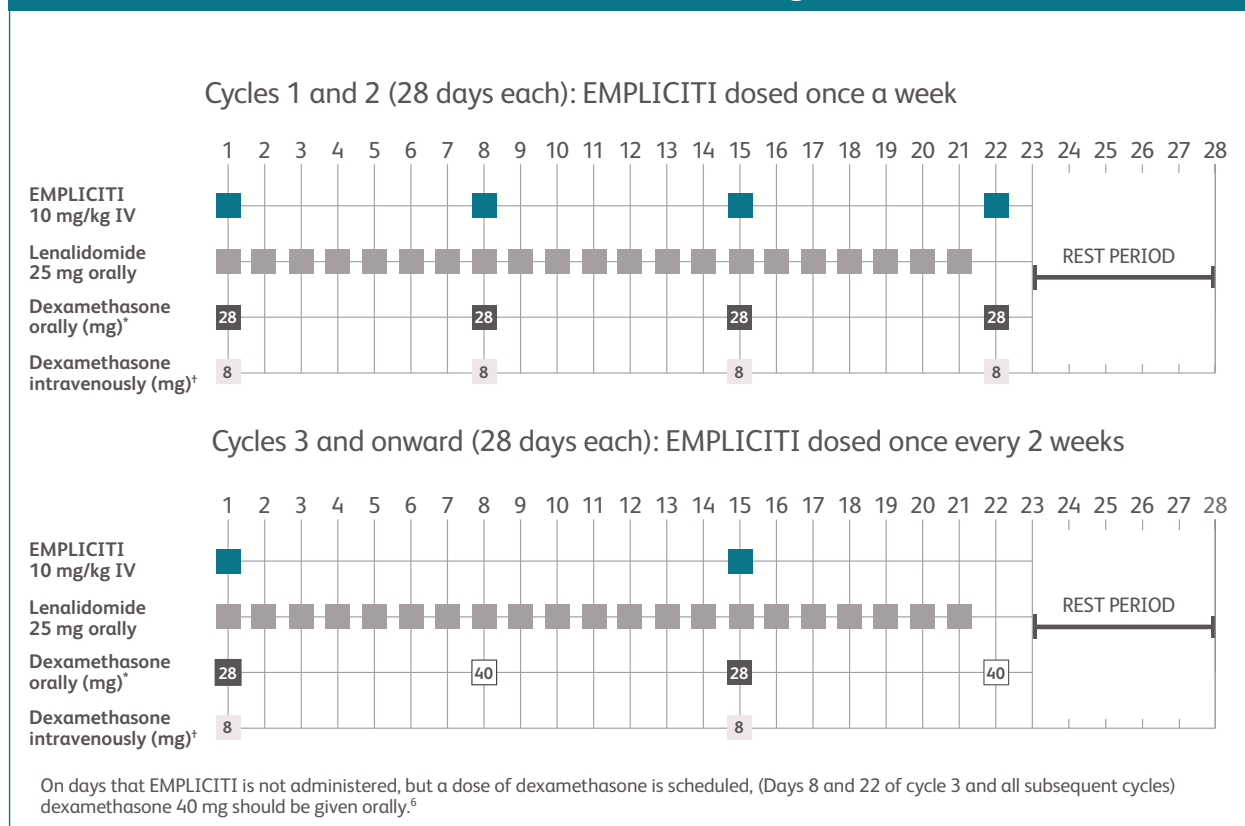 Cycles 1 and 2 (28 days each): EMPLICITI dosed once a week
1 2 3 4 5 6 7 8 9 10 11 12 13 14 15 16 17 18 19 20 21 22 23 24 25 26 27 28
EMPLICITI
10 mg/kg IV
Lenalidomide
25 mg orally
REST PERIOD
Dexamethasone
orally (mg)*
28 28 28 28
Dexamethasone
intravenously (mg)†
8 8 8 8
Cycles 3 and onward (28 days each): EMPLICITI dosed once every 2 weeks
1 2 3 4 5 6 7 8 9 10 11 12 13 14 15 16 17 18 19 20 21 22 23 24 25 26 27 28
EMPLICITI
10 mg/kg IV
Lenalidomide
25 mg orally
REST PERIOD
Dexamethasone
orally (mg)*
28 40 28 40
Dexamethasone
intravenously (mg)†
8 8
On days that EMPLICITI is not administered, but a dose of dexamethasone is scheduled, (Days 8 and 22 of cycle 3 and all subsequent cycles)
dexamethasone 40 mg should be given orally.⁶